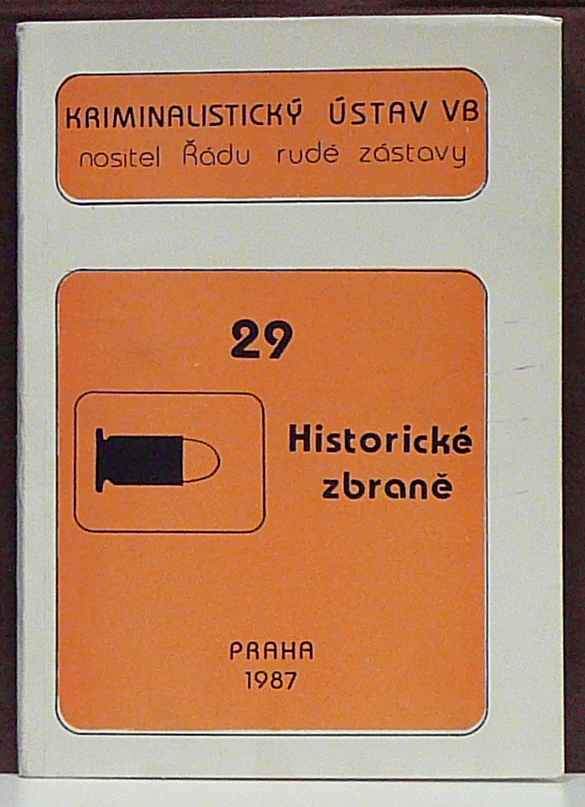 KRIMINALISTICKÝ ÚSTAV VB
nositel Řádu rudé zástavy
29
Historické
zbraně
PRAHA
1987